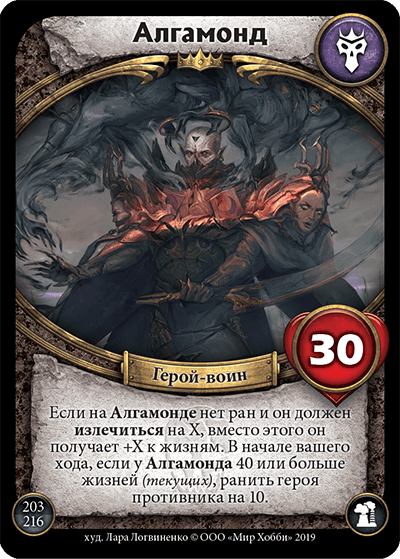 Алгамонд
30
Герой-воин
Если на Алгамонде нет ран и он должен
излечиться на X, вместо этого он
получает +X к жизням. В начале вашего
хода, если у Алгамонда 40 или больше
жизней (текущих), ранить героя
противника на 10.
203
216
худ. Лара Логвиненко © ООО «Мир Хобби» 2019